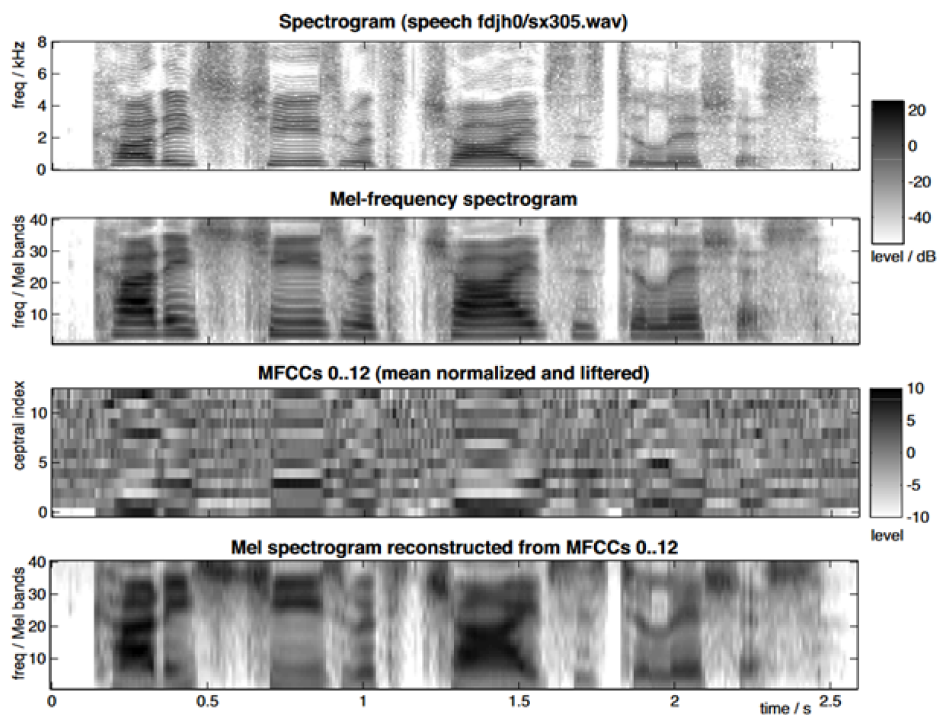 Spectrogram (speech fdjh0/sx305.wav)
freq / kHz
8
6
4
2
0
20
0
-20
-40
level / dB
Mel-frequency spectrogram
freq / Mel bands
40
30
20
10
MFCCs 0..12 (mean normalized and liftered)
ceptral index
10
5
0
10
5
0
-5
-10
level
Mel spectrogram reconstructed from MFCCs 0..12
freq / Mel bands
40
30
20
10
0 0.5 1 1.5 2 2.5
time / s